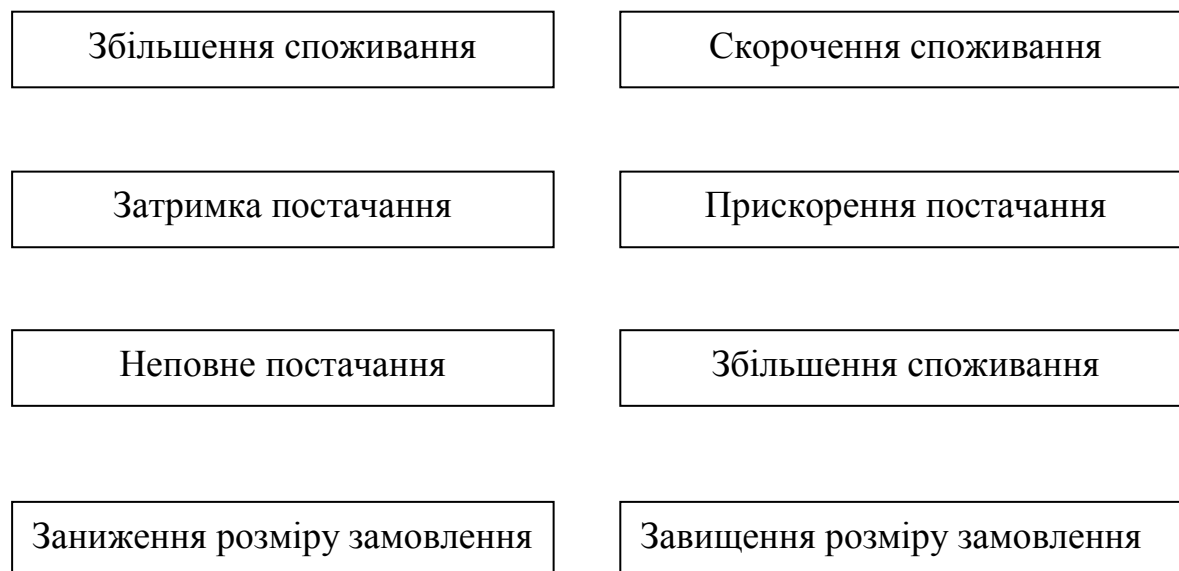 Збільшення споживання
Скорочення споживання
Затримка постачання
Прискорення постачання
Неповне постачання
Збільшення споживання
Заниження розміру замовлення
Завищення розміру замовлення